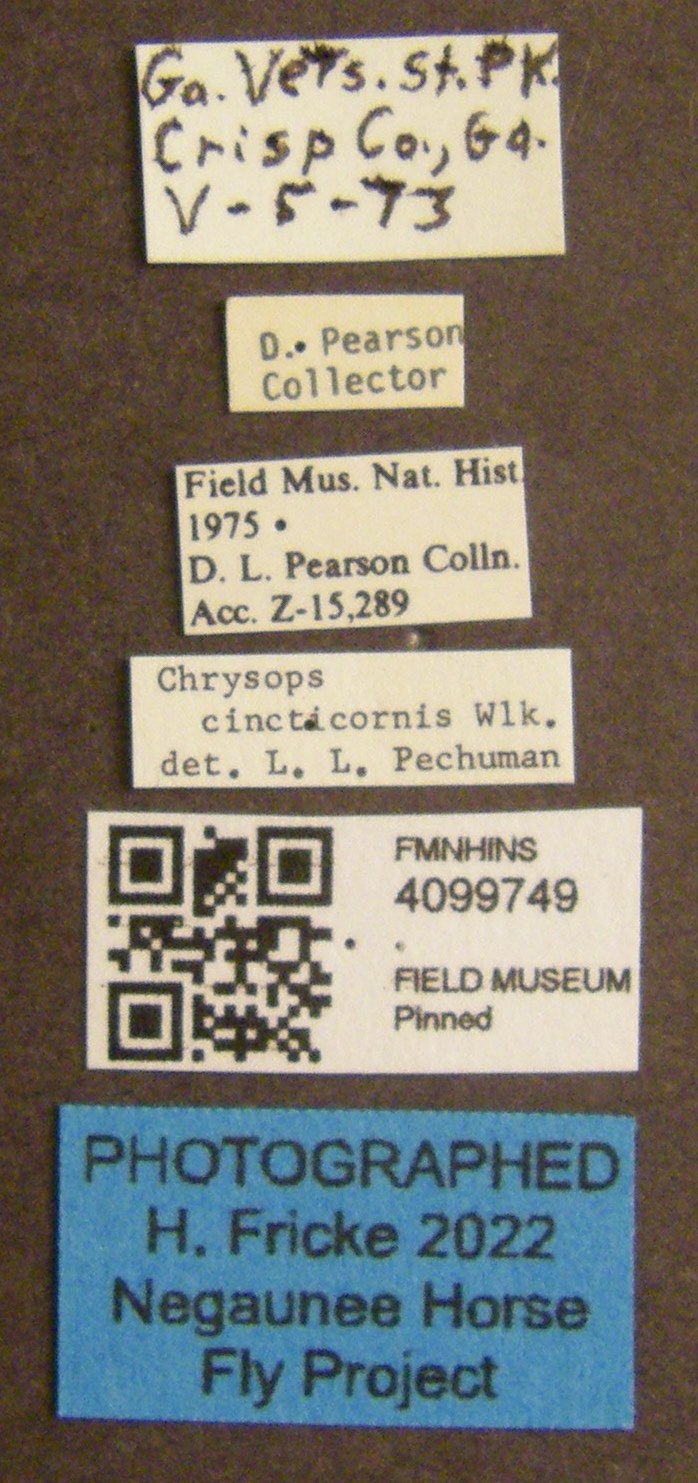 Ga. Vets. St. Pk.
Crisp Co., Ga.
V-5-73
D. Pearson
Collector
Field Mus. Nat. Hist.
1975
D. L. Pearson Colln.
Acc. Z-15,289
Chrysops
cincticornis Wlk.
det. L. L. Pechuman
FMNHINS
4099749
FIELD MUSEUM
Pinned
PHOTOGRAPHED
H. Fricke 2022
Negaunee Horse
Fly Project